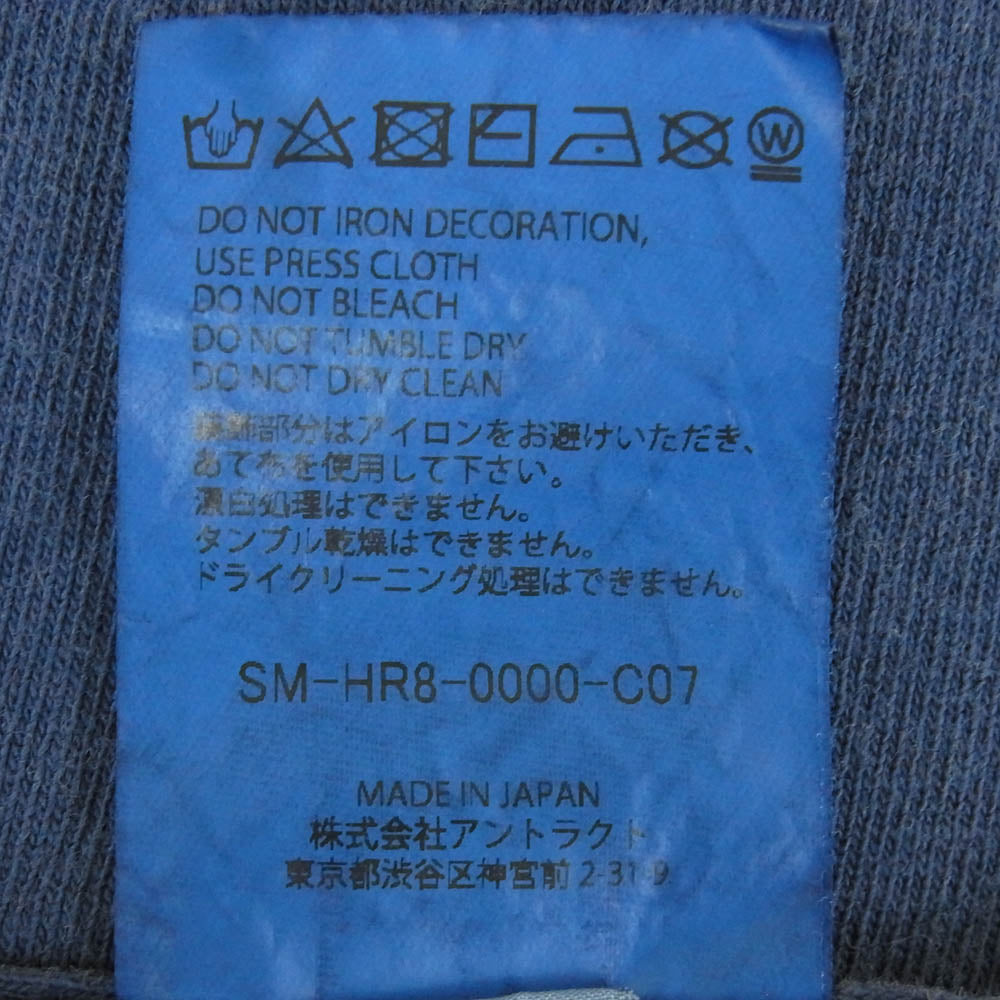 W
DO NOT IRON DECORATION,
USE PRESS CLOTH
DO NOT BLEACH
DO NOT TUMBLE DRY
DO NOT DRY CLEAN
装飾部分はアイロンをお避けいただき、
あて布を使用して下さい。
漂白処理はできません。
タンブル乾燥はできません。
ドライクリーニング処理はできません。
SM-HR8-0000-C07
MADE IN JAPAN
株式会社アントラクト
東京都渋谷区神宮前 2-31-9